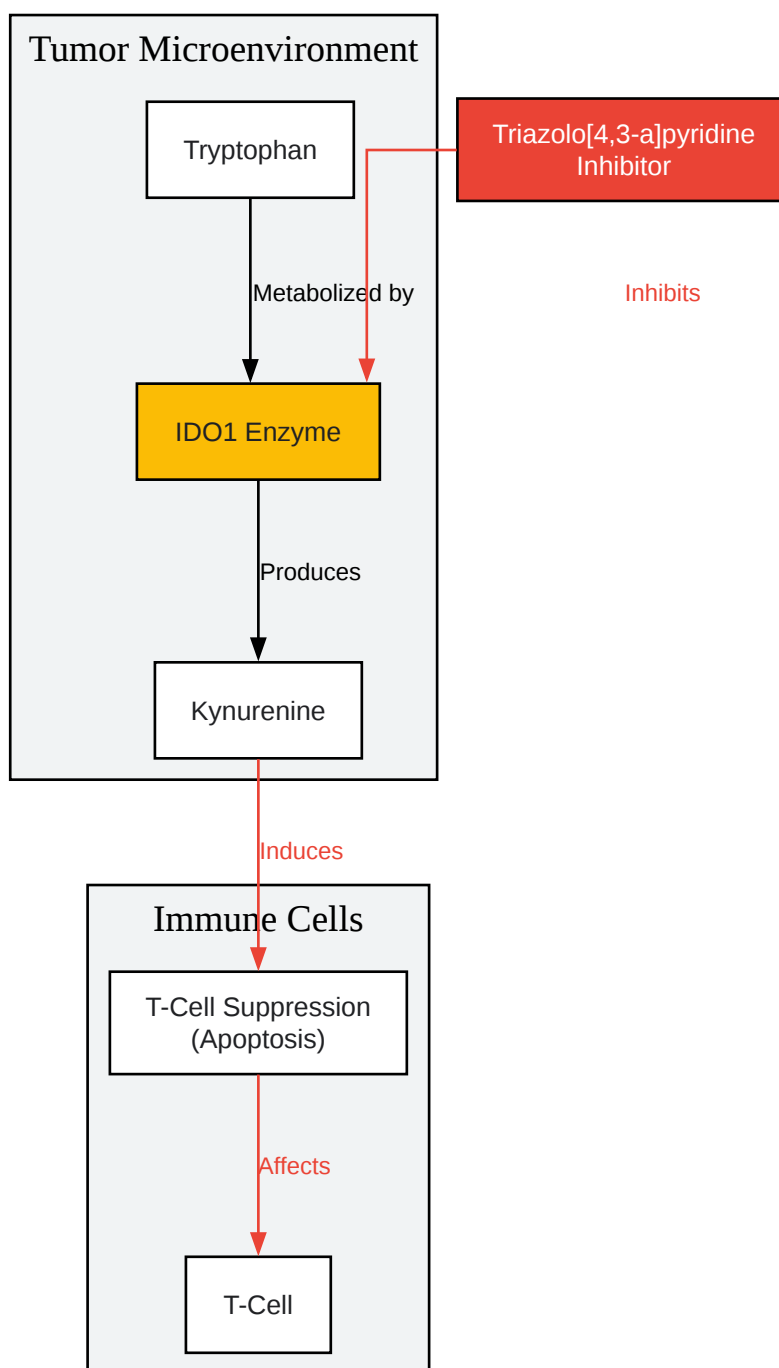 Tumor Microenvironment
Tryptophan
Triazolo[4,3-a]pyridine
Inhibitor
Metabolized by
Inhibits
IDO1 Enzyme
Produces
Kynurenine
Induces
Immune Cells
T-Cell Suppression
(Apoptosis)
Affects
T-Cell